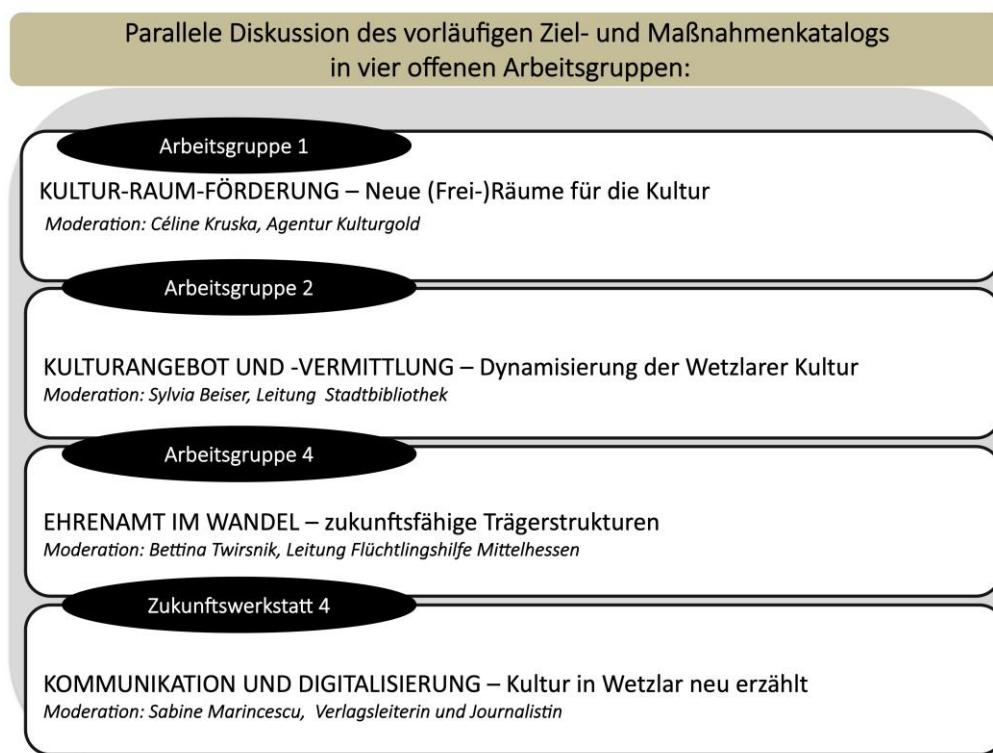 Parallele Diskussion des vorläufigen Ziel- und Maßnahmenkatalogs
in vier offenen Arbeitsgruppen:
Arbeitsgruppe 1
KULTUR-RAUM-FÖRDERUNG – Neue (Frei-)Räume für die Kultur
Moderation: Céline Kruska, Agentur Kulturgold
Arbeitsgruppe 2
KULTURANGEBOT UND -VERMITTLUNG – Dynamisierung der Wetzlarer Kultur
Moderation: Sylvia Beiser, Leitung Stadtbibliothek
Arbeitsgruppe 4
EHRENAMT IM WANDEL – zukunftsfähige Trägerstrukturen
Moderation: Bettina Twirsnik, Leitung Flüchtlingshilfe Mittelhessen
Zukunftswerkstatt 4
KOMMUNIKATION UND DIGITALISIERUNG – Kultur in Wetzlar neu erzählt
Moderation: Sabine Marincescu, Verlagsleiterin und Journalistin